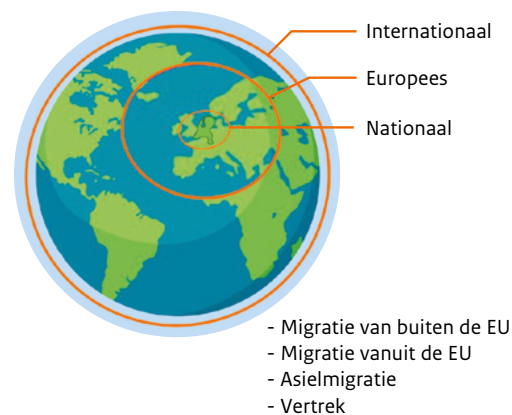 Internationaal
Europees
Nationaal
- Migratie van buiten de EU
- Migratie vanuit de EU
- Asielmigratie
- Vertrek